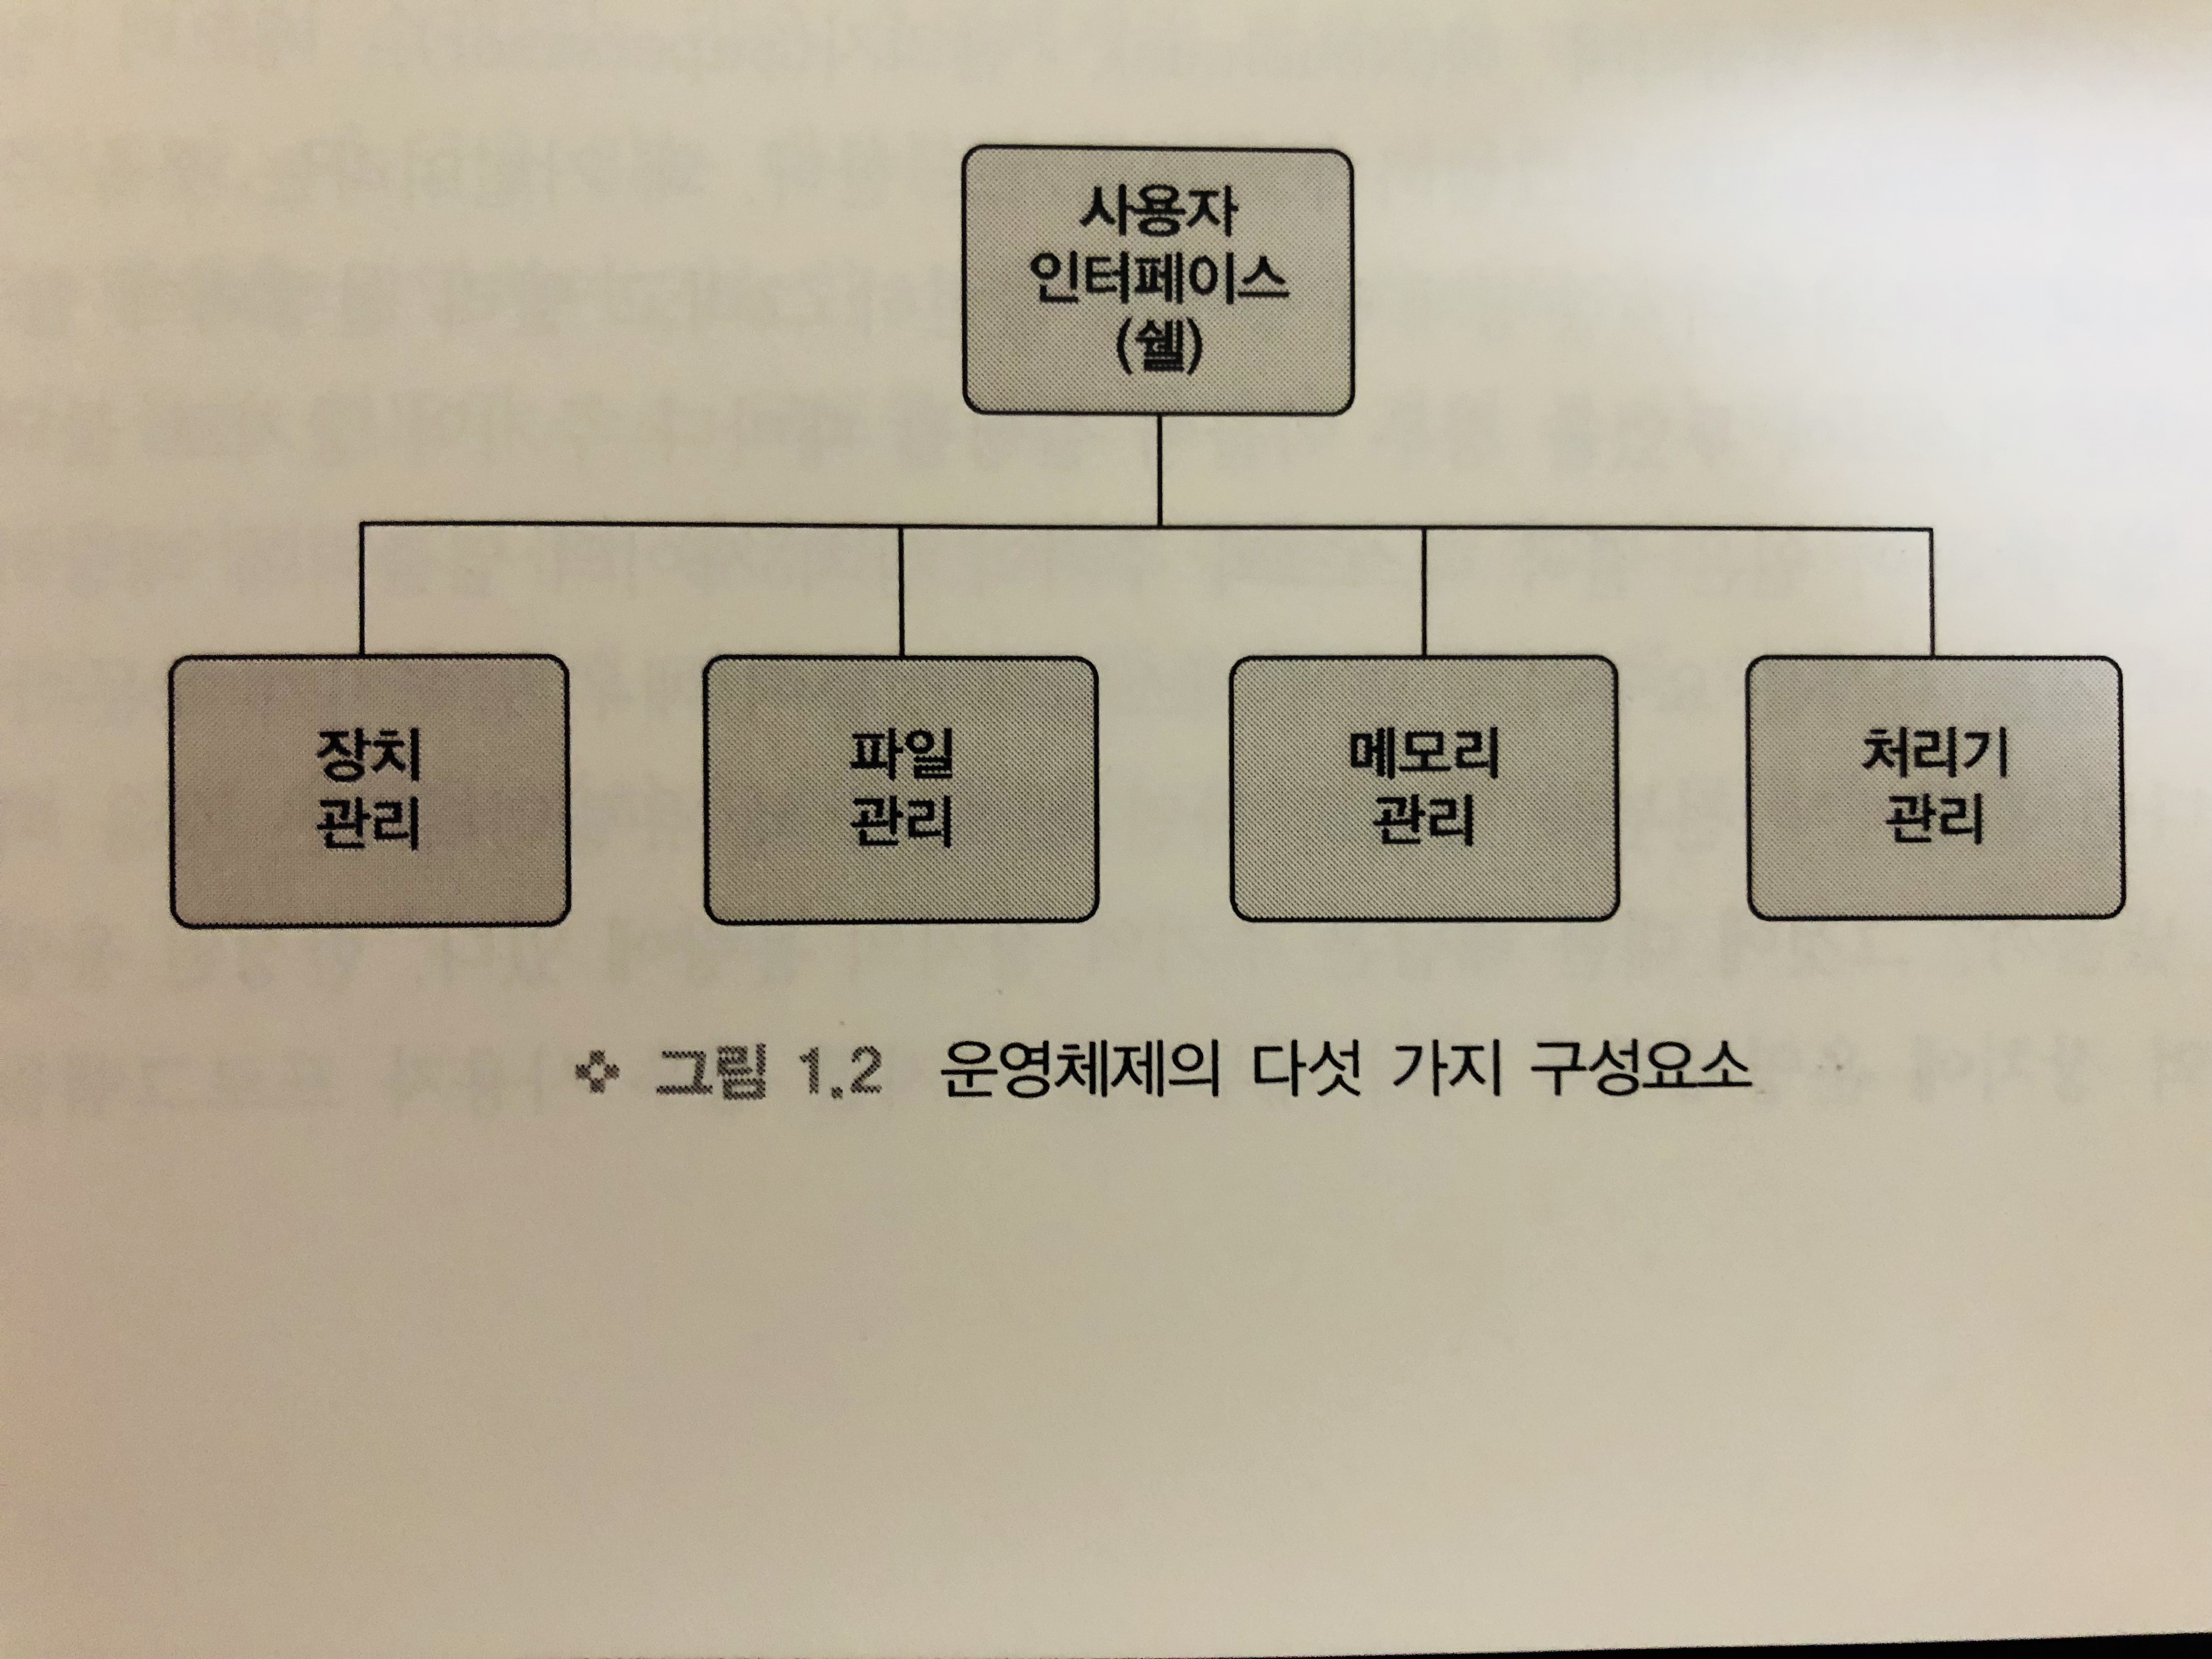 사용자
인터페이스
(쉘)
장치
관리
파일
관리
메모리
관리
처리기
관리
그림 1.2 운영체제의 다섯 가지 구성요소